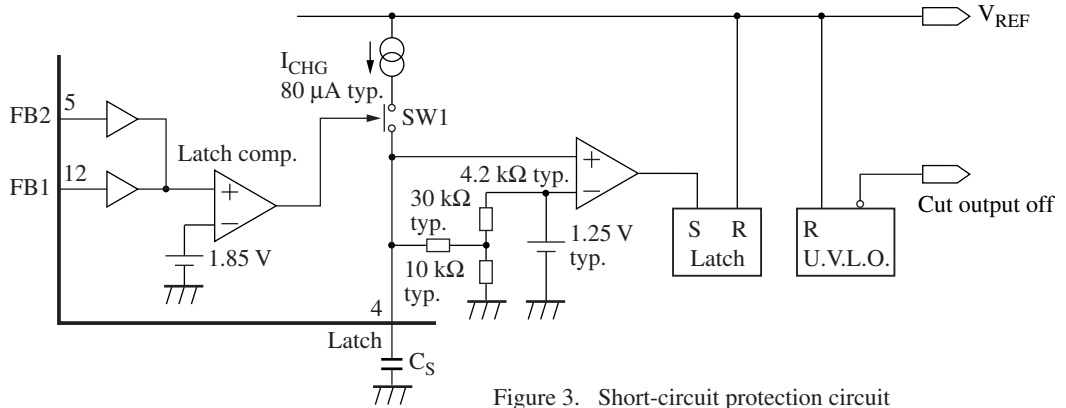 V_REF
I_CHG
80 µA typ.
SW1
5
FB2
Latch comp.
12
FB1
+
−
1.85 V
+
−
4.2 kΩ typ.
30 kΩ
typ.
10 kΩ
typ.
1.25 V
typ.
S R
Latch
R
U.V.L.O.
Cut output off
4
Latch
C_S
Figure 3. Short-circuit protection circuit